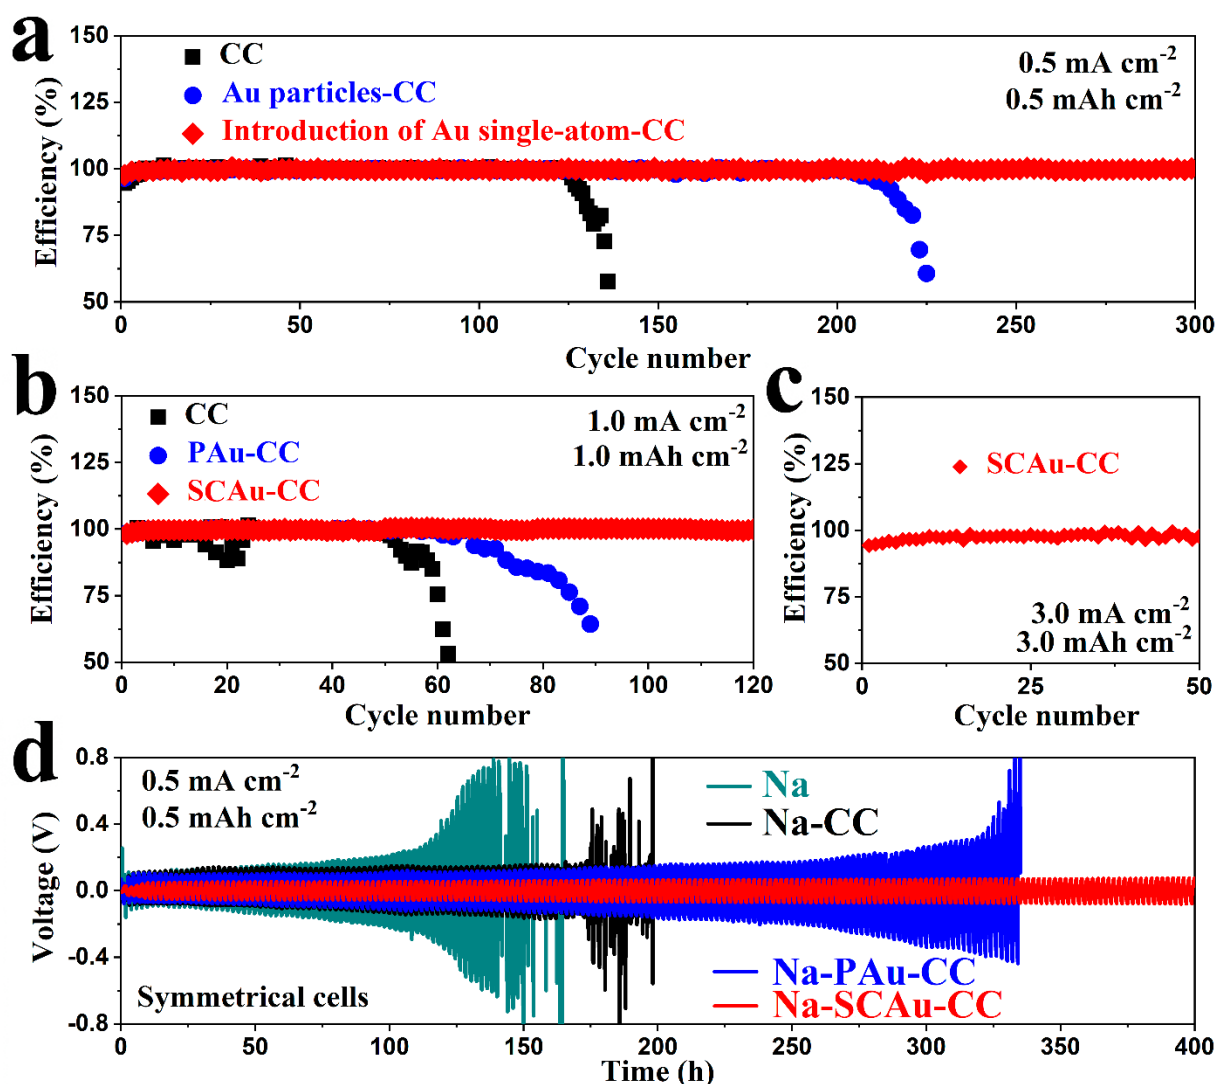 a
150
125
100
75
50
Efficiency (%)
CC
Au particles-CC
Introduction of Au single-atom-CC
0.5 mA cm⁻²
0.5 mAh cm⁻²
0 50 100 150 200 250 300
Cycle number
b
150
125
100
75
50
Efficiency (%)
CC
PAu-CC
SCAu-CC
1.0 mA cm⁻²
1.0 mAh cm⁻²
0 20 40 60 80 100 120
Cycle number
c
150
125
100
75
50
Efficiency (%)
SCAu-CC
3.0 mA cm⁻²
3.0 mAh cm⁻²
0 25 50
Cycle number
d
0.8
0.4
0.0
-0.4
-0.8
Voltage (V)
0.5 mA cm⁻²
0.5 mAh cm⁻²
Na
Na-CC
Na-PAu-CC
Na-SCAu-CC
Symmetrical cells
0 50 100 150 200 250 300 350 400
Time (h)